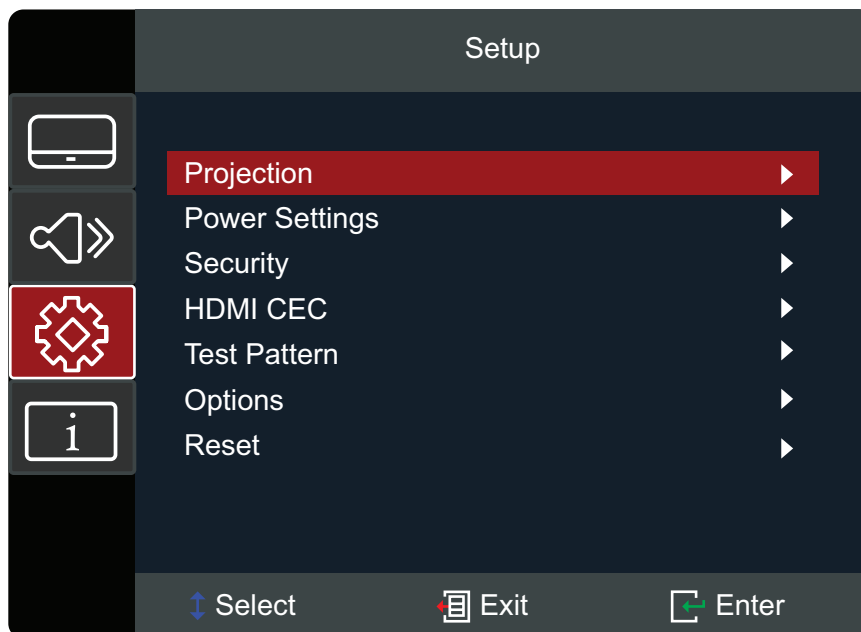 Setup
Projection
Power Settings
Security
HDMI CEC
Test Pattern
Options
i
Reset
Select Exit Enter